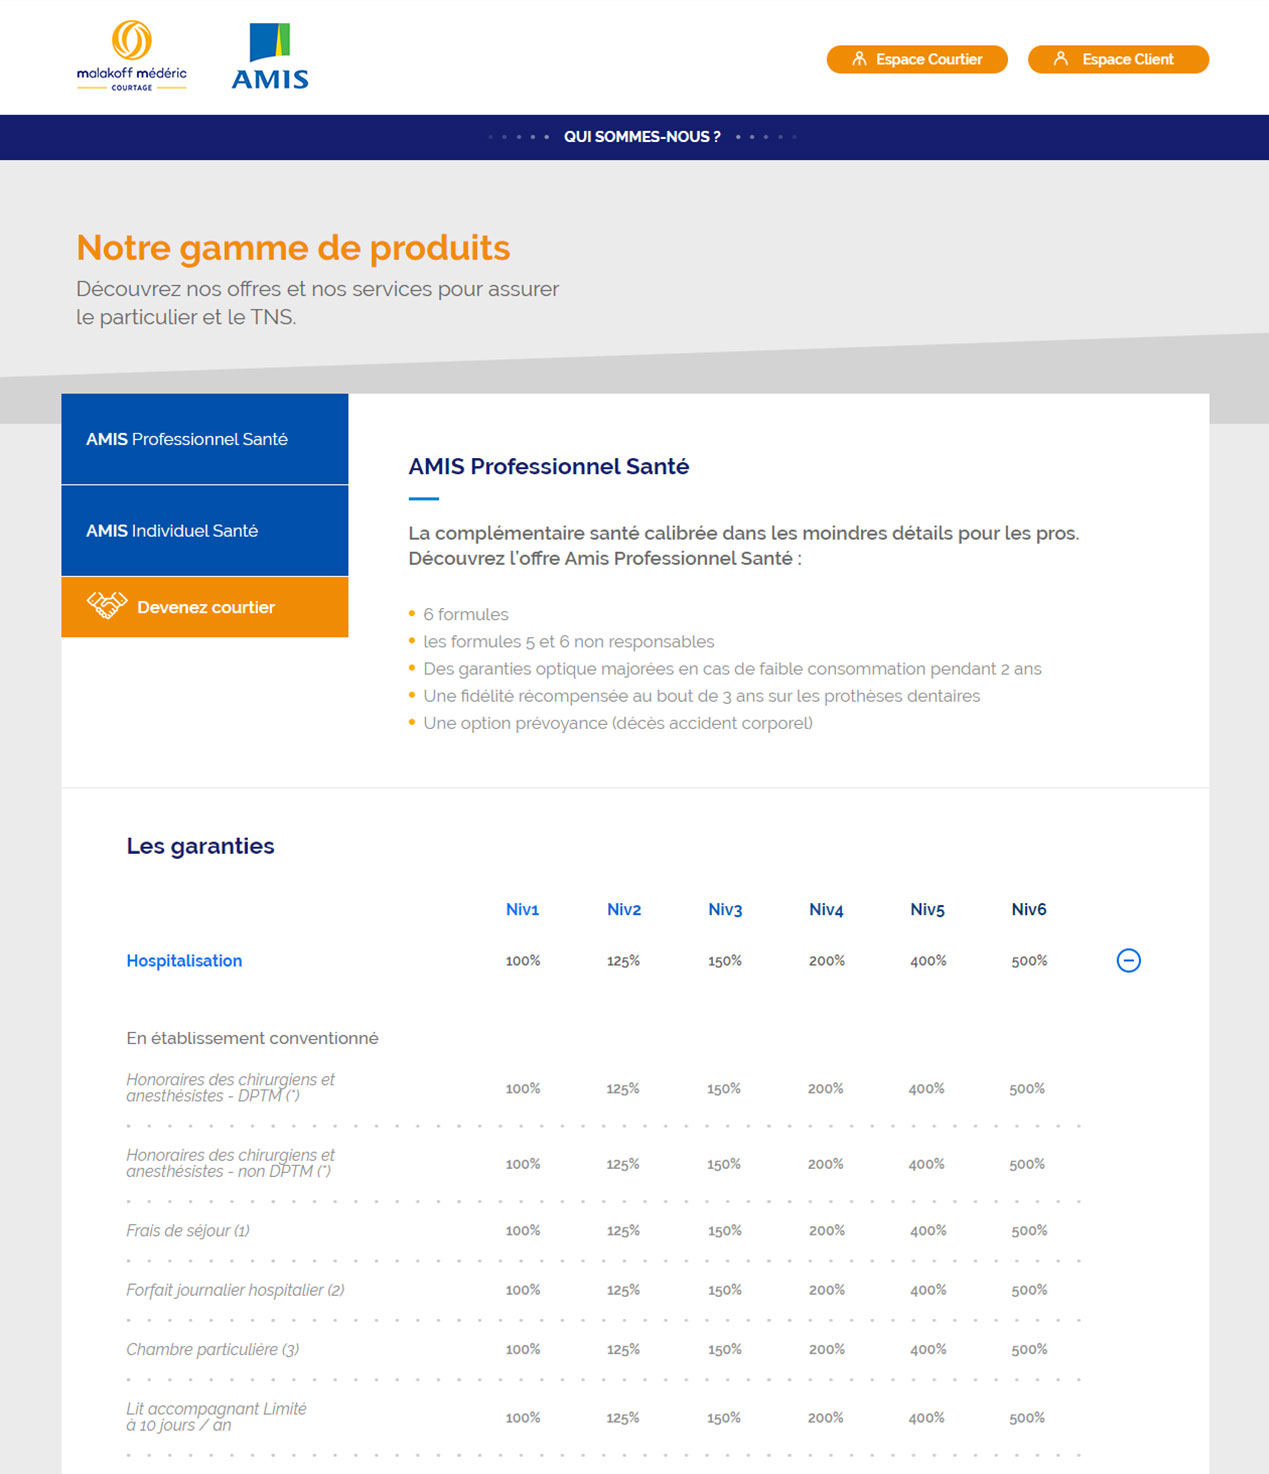 malakoff médéric
COURTAGE
AMIS
Espace Courtier
Espace Client
QUI SOMMES-NOUS ?
Notre gamme de produits
Découvrez nos offres et nos services pour assurer
le particulier et le TNS.
AMIS Professionnel Santé
AMIS Individuel Santé
Devenez courtier
AMIS Professionnel Santé
La complémentaire santé calibrée dans les moindres détails pour les pros.
Découvrez l'offre Amis Professionnel Santé :
6 formules
les formules 5 et 6 non responsables
Des garanties optique majorées en cas de faible consommation pendant 2 ans
Une fidélité récompensée au bout de 3 ans sur les prothèses dentaires
Une option prévoyance (décès accident corporel)
Les garanties
Niv1 Niv2 Niv3 Niv4 Niv5 Niv6
Hospitalisation 100% 125% 150% 200% 400% 500%
En établissement conventionné
Honoraires des chirurgiens et
anesthésistes - DPTM (*) 100% 125% 150% 200% 400% 500%
Honoraires des chirurgiens et
anesthésistes - non DPTM (*) 100% 125% 150% 200% 400% 500%
Frais de séjour (1) 100% 125% 150% 200% 400% 500%
Forfait journalier hospitalier (2) 100% 125% 150% 200% 400% 500%
Chambre particulière (3) 100% 125% 150% 200% 400% 500%
Lit accompagnant Limité
à 10 jours / an 100% 125% 150% 200% 400% 500%